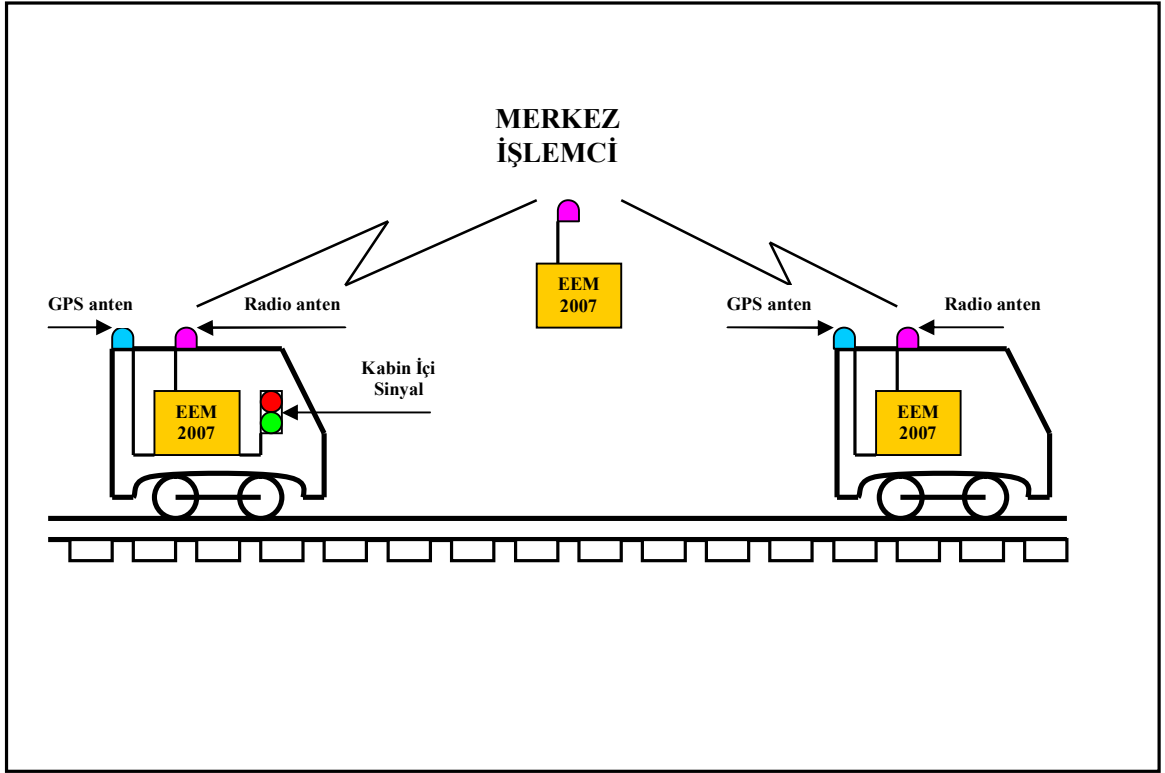 MERKEZ
İŞLEMCİ
EEM
2007
GPS anten
Radio anten
Kabin İçi
Sinyal
EEM
2007
GPS anten
Radio anten
EEM
2007